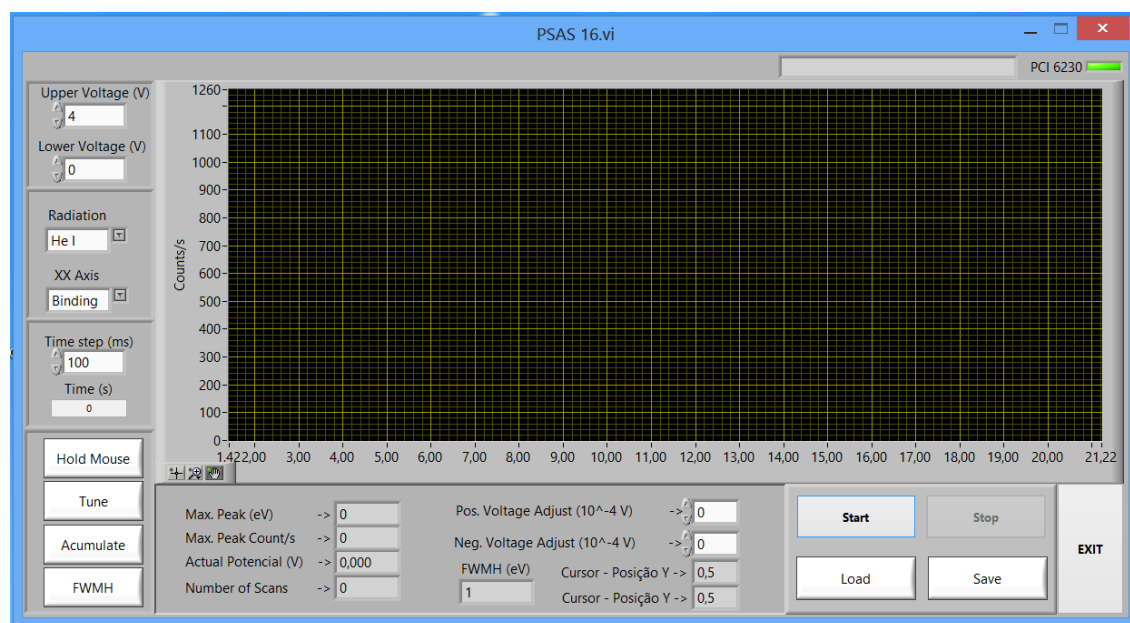 PSAS 16.vi
PCI 6230
Upper Voltage (V)
4
Lower Voltage (V)
0
Radiation
He I
XX Axis
Binding
Time step (ms)
100
Time (s)
0
Hold Mouse
Tune
Acumulate
FWMH
Counts/s
1260-
1100-
1000-
900-
800-
700-
600-
500-
400-
300-
200-
100-
0-
1.422,00 3,00 4,00 5,00 6,00 7,00 8,00 9,00 10,00 11,00 12,00 13,00 14,00 15,00 16,00 17,00 18,00 19,00 20,00 21,22
Max. Peak (eV) -> 0
Max. Peak Count/s -> 0
Actual Potencial (V) -> 0,000
Number of Scans -> 0
Pos. Voltage Adjust (10^-4 V) -> 0
Neg. Voltage Adjust (10^-4 V) -> 0
FWMH (eV)
1
Cursor - Posição Y -> 0,5
Cursor - Posição Y -> 0,5
Start
Stop
Load
Save
EXIT